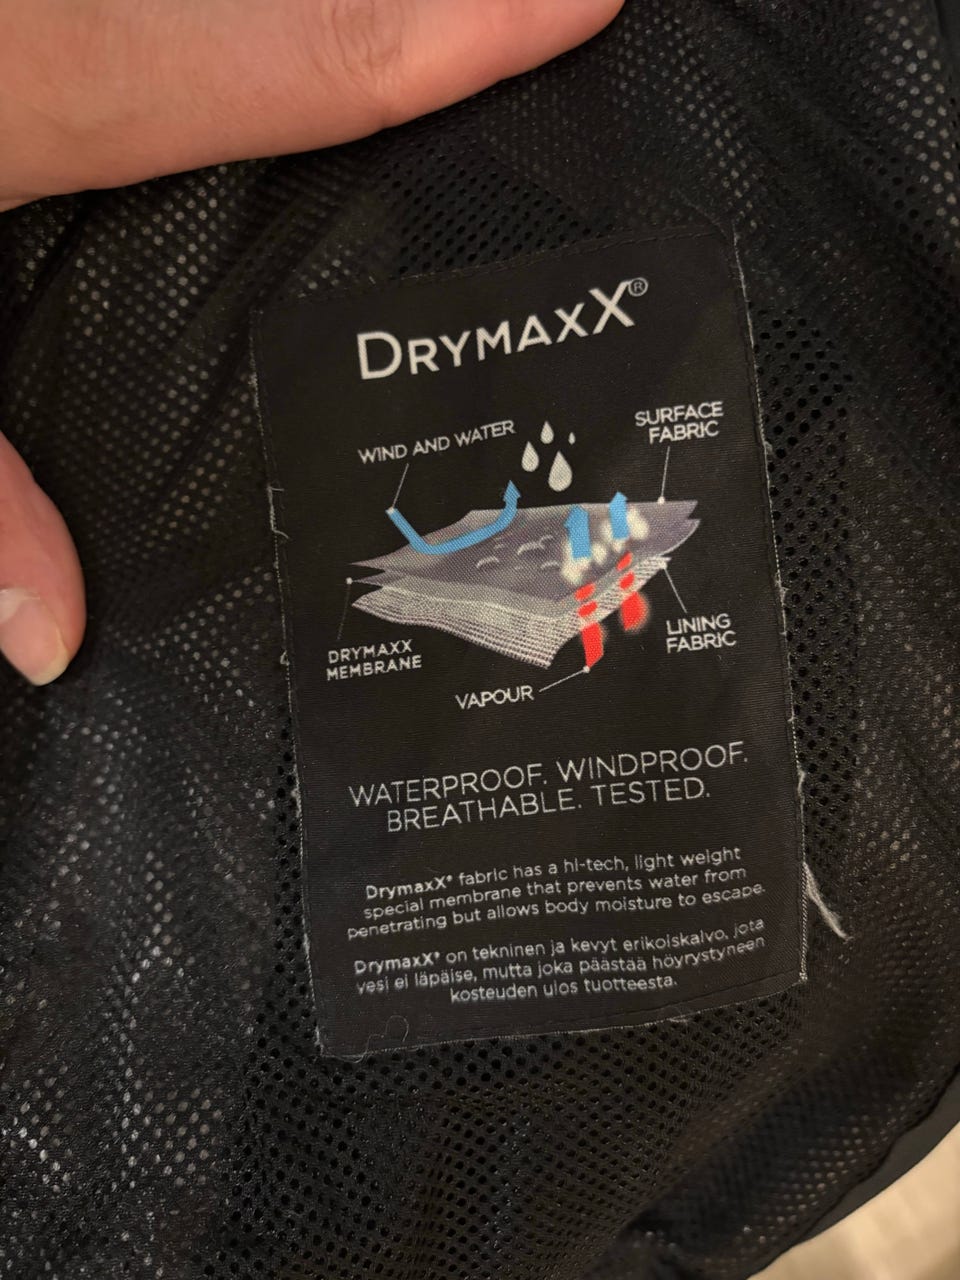 DRYMAXX®
WIND AND WATER
SURFACE
FABRIC
DRYMAXX
MEMBRANE
LINING
FABRIC
VAPOUR
WATERPROOF. WINDPROOF.
BREATHABLE. TESTED.
DrymaxX® fabric has a hi-tech, light weight
special membrane that prevents water from
penetrating but allows body moisture to escape.
DrymaxX® on tekninen ja kevyt erikoiskalvo, jota
vesi ei läpäise, mutta joka päästää höyrystyneen
kosteuden ulos tuotteesta.